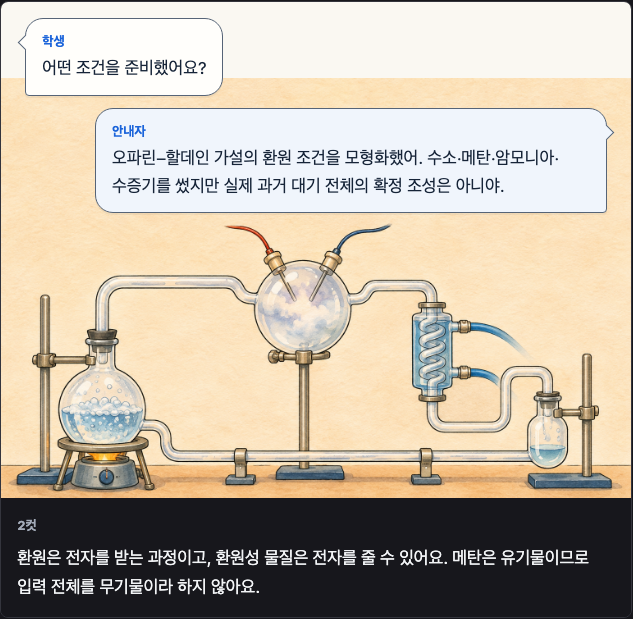 학생
어떤 조건을 준비했어요?
안내자
오파린–할데인 가설의 환원 조건을 모형화했어. 수소·메탄·암모니아·
수증기를 썼지만 실제 과거 대기 전체의 확정 조성은 아니야.
2컷
환원은 전자를 받는 과정이고, 환원성 물질은 전자를 줄 수 있어요. 메탄은 유기물이므로
입력 전체를 무기물이라 하지 않아요.